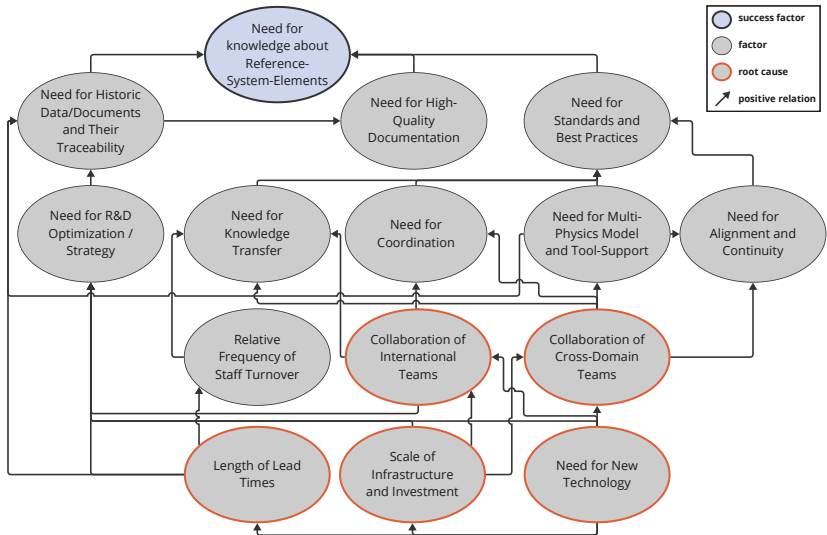 Need for
knowledge about
Reference-
System-Elements
success factor
factor
root cause
positive relation
Need for Historic
Data/Documents
and Their
Traceability
Need for High-
Quality
Documentation
Need for
Standards and
Best Practices
Need for R&D
Optimization /
Strategy
Need for
Knowledge
Transfer
Need for
Coordination
Need for Multi-
Physics Model
and Tool-Support
Need for
Alignment and
Continuity
Relative
Frequency of
Staff Turnover
Collaboration of
International
Teams
Collaboration of
Cross-Domain
Teams
Length of Lead
Times
Scale of
Infrastructure
and Investment
Need for New
Technology